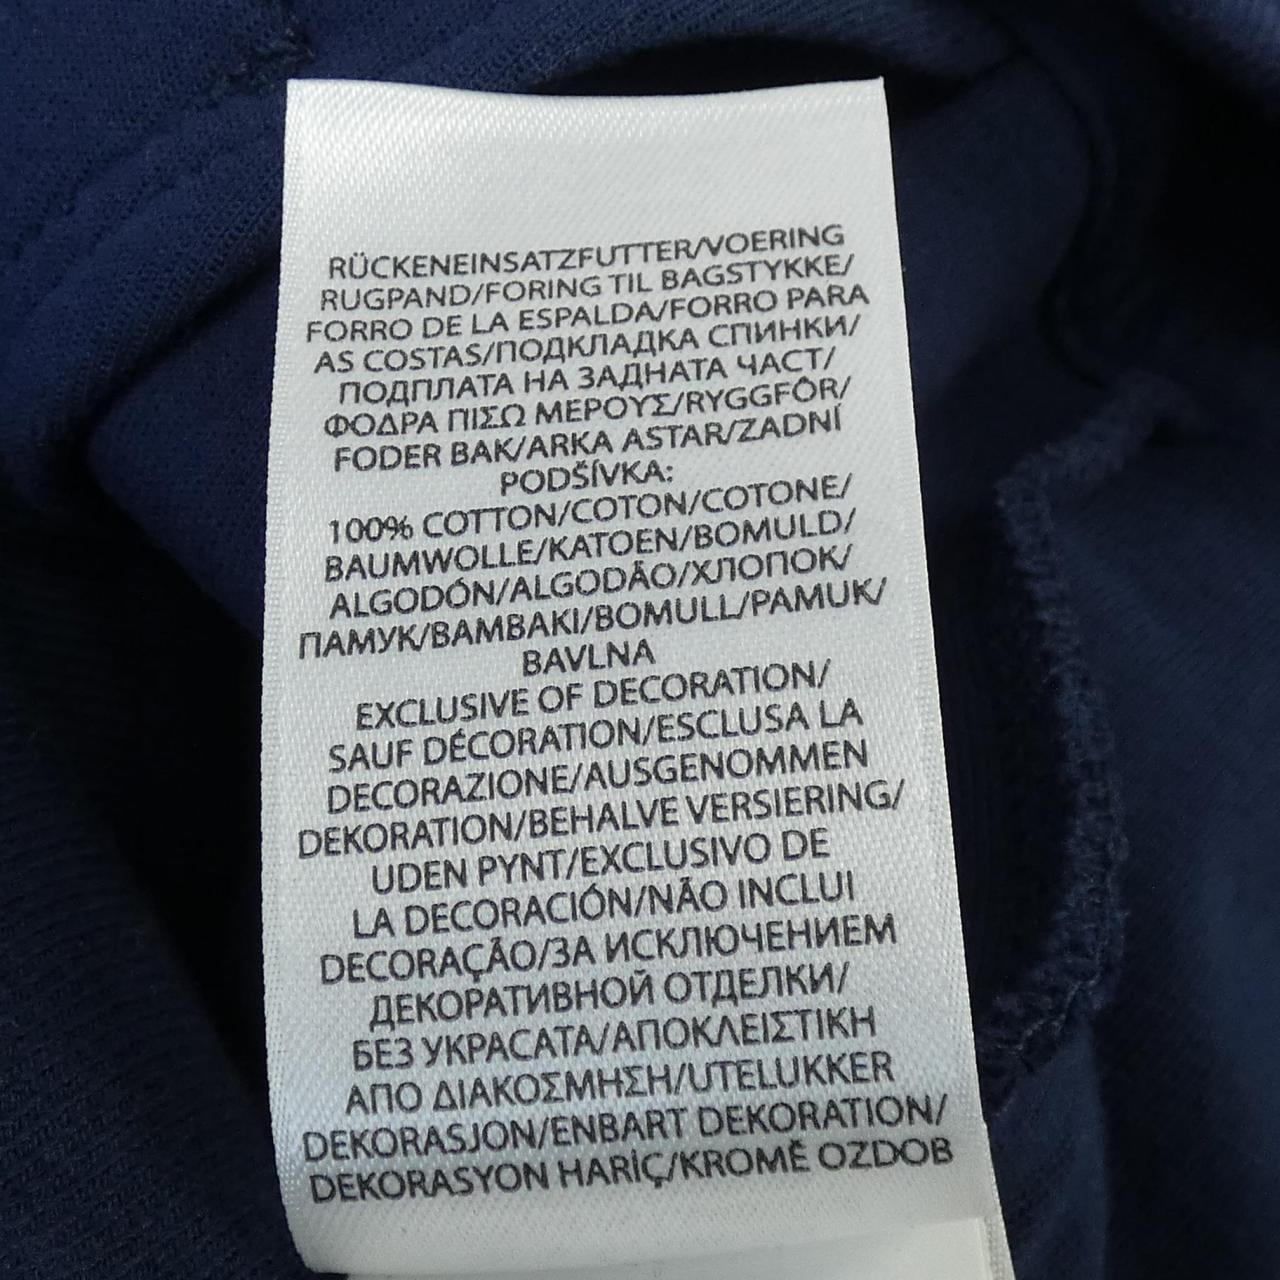 RÜCKENEINSATZFUTTER/VOERING
RUGPAND/FORING TIL BAGSTYKKE/
FORRO DE LA ESPALDA/FORRO PARA
AS COSTAS/ПОДКЛАДКА СПИНКИ/
ПОДПЛАТА НА ЗАДНАТА ЧАСТ/
ΦΟΔΡΑ ΠΙΣΩ ΜΕΡΟΥΣ/RYGGFÔR/
FODER BAK/ARKA ASTAR/ZADNÍ
PODŠÍVKA:
100% COTTON/COTON/COTONE/
BAUMWOLLE/KATOEN/BOMULD/
ALGODÓN/ALGODÃO/ХЛОПОК/
ПАМУК/BAMBAKI/BOMULL/PAMUK/
BAVLNA
EXCLUSIVE OF DECORATION/
SAUF DÉCORATION/ESCLUSA LA
DECORAZIONE/AUSGENOMMEN
DEKORATION/BEHALVE VERSIERING/
UDEN PYNT/EXCLUSIVO DE
LA DECORACIÓN/NÃO INCLUI
DECORAÇÃO/ЗА ИСКЛЮЧЕНИЕМ
ДЕКОРАТИВНОЙ ОТДЕЛКИ/
БЕЗ УКРАСАТА/ΑΠΟΚΛΕΙΣΤΙΚΗ
ΑΠΟ ΔΙΑΚΟΣΜΗΣΗ/UTELUKKER
DEKORASJON/ENBART DEKORATION/
DEKORASYON HARİÇ/KROMĚ OZDOB